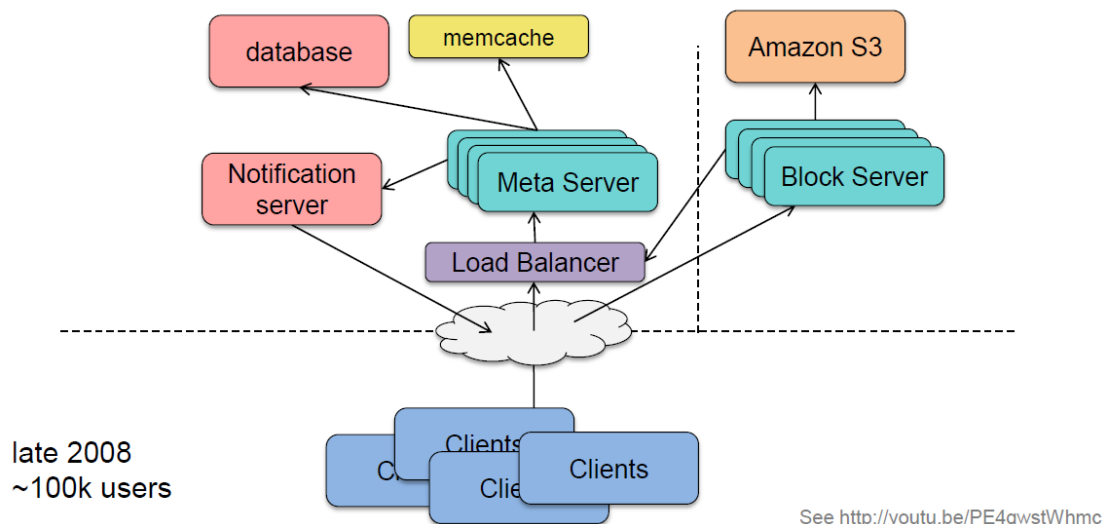 database
memcache
Amazon S3
Notification
server
Meta Server
Block Server
Load Balancer
Clients
Clients
late 2008
~100k users
See http://youtu.be/PE4gwstWhmc